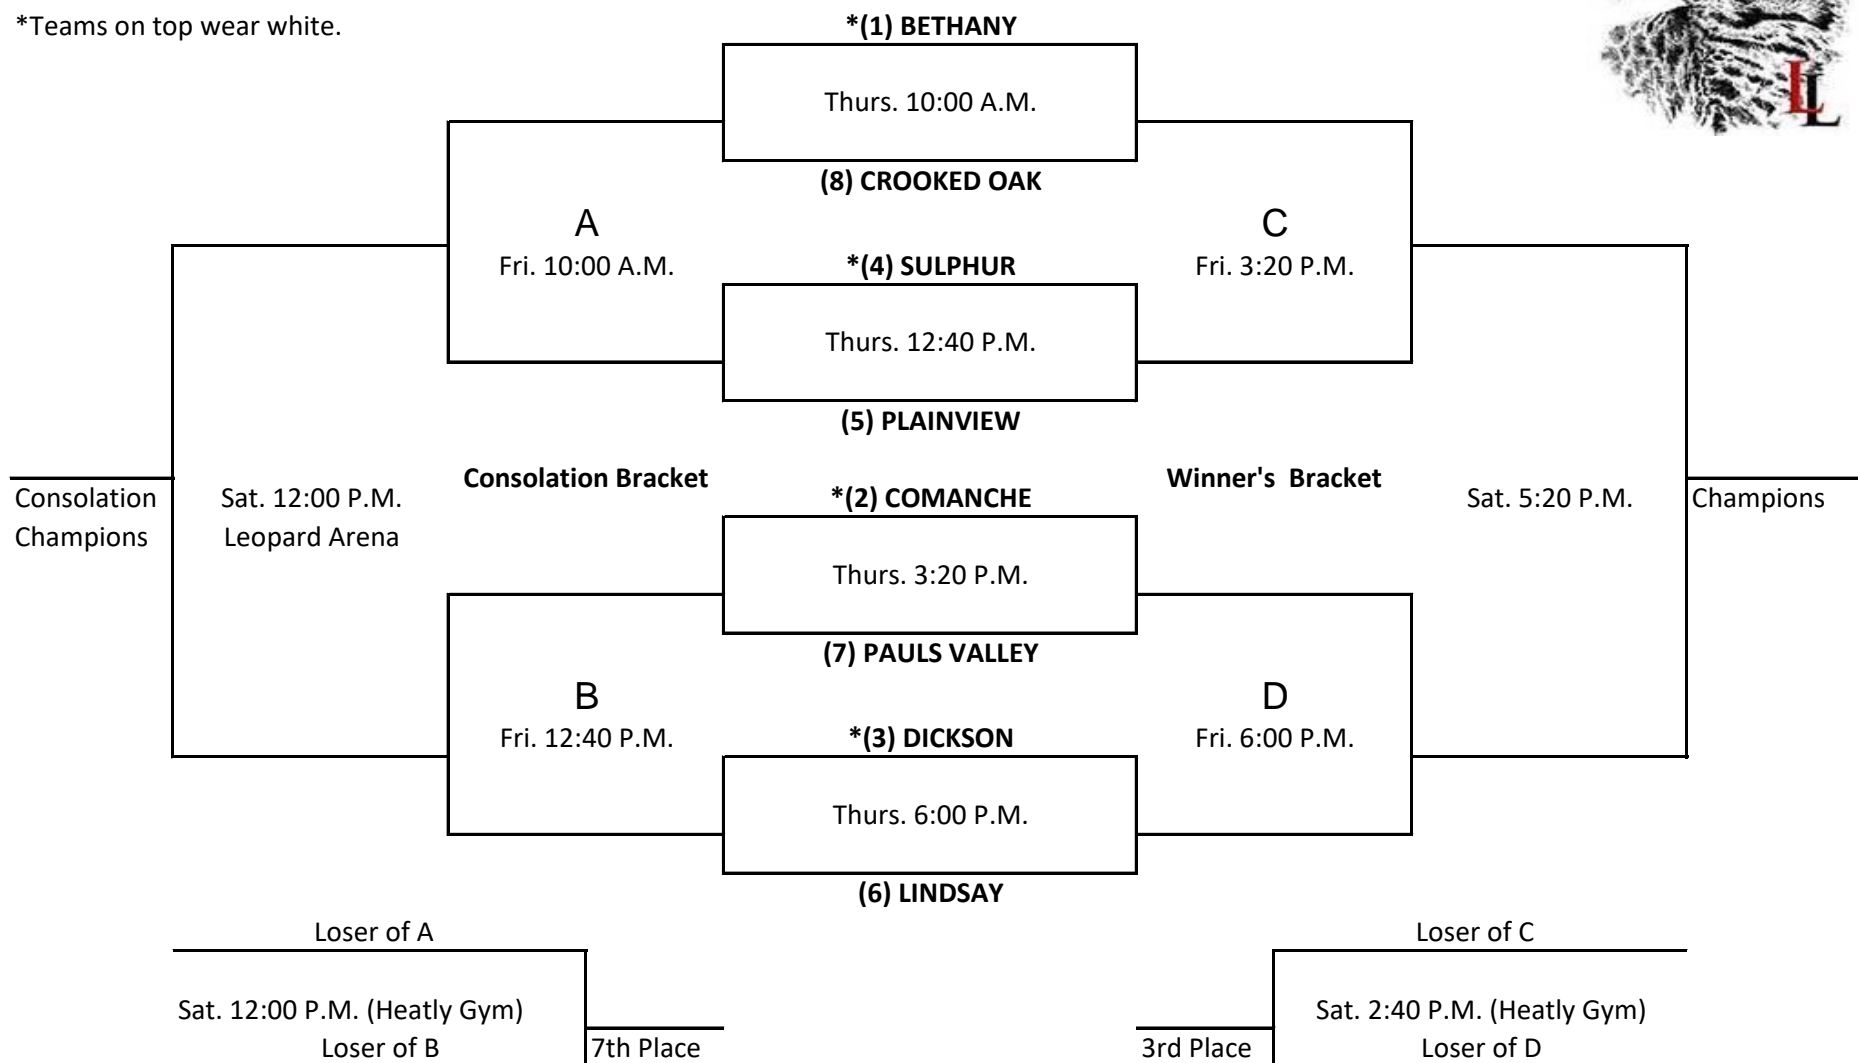 *Teams on top wear white.
*(1) BETHANY
Thurs. 10:00 A.M.
LL
(8) CROOKED OAK
A
C
Fri. 10:00 A.M.
*(4) SULPHUR
Fri. 3:20 P.M.
Thurs. 12:40 P.M.
(5) PLAINVIEW
Consolation Bracket
Winner's Bracket
Consolation
Champions
Sat. 12:00 P.M.
Leopard Arena
*(2) COMANCHE
Sat. 5:20 P.M.
Champions
Thurs. 3:20 P.M.
(7) PAULS VALLEY
B
D
Fri. 12:40 P.M.
*(3) DICKSON
Fri. 6:00 P.M.
Thurs. 6:00 P.M.
(6) LINDSAY
Loser of A
Loser of C
Sat. 12:00 P.M. (Heatly Gym)
Sat. 2:40 P.M. (Heatly Gym)
Loser of B
7th Place
3rd Place
Loser of D